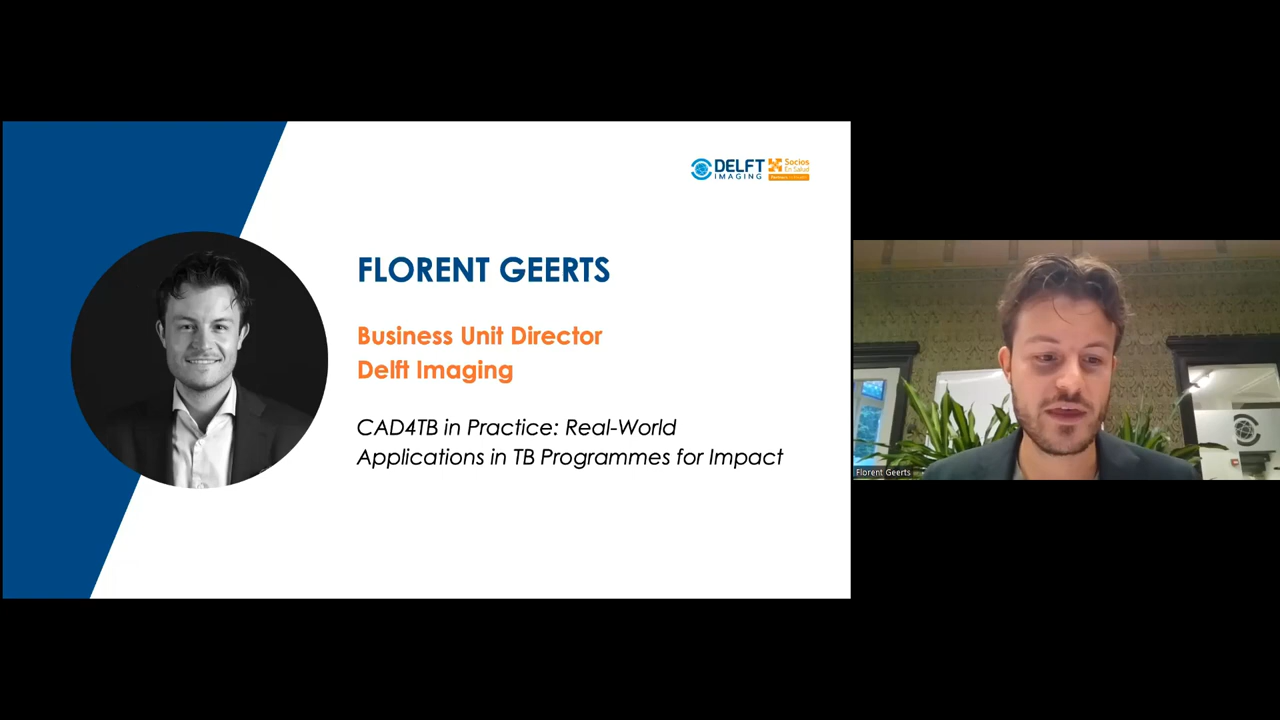 DELFT
IMAGING
Socios
En Salud
FLORENT GEERTS
Business Unit Director
Delft Imaging
CAD4TB in Practice: Real-World
Applications in TB Programmes for Impact
Florent Geerts